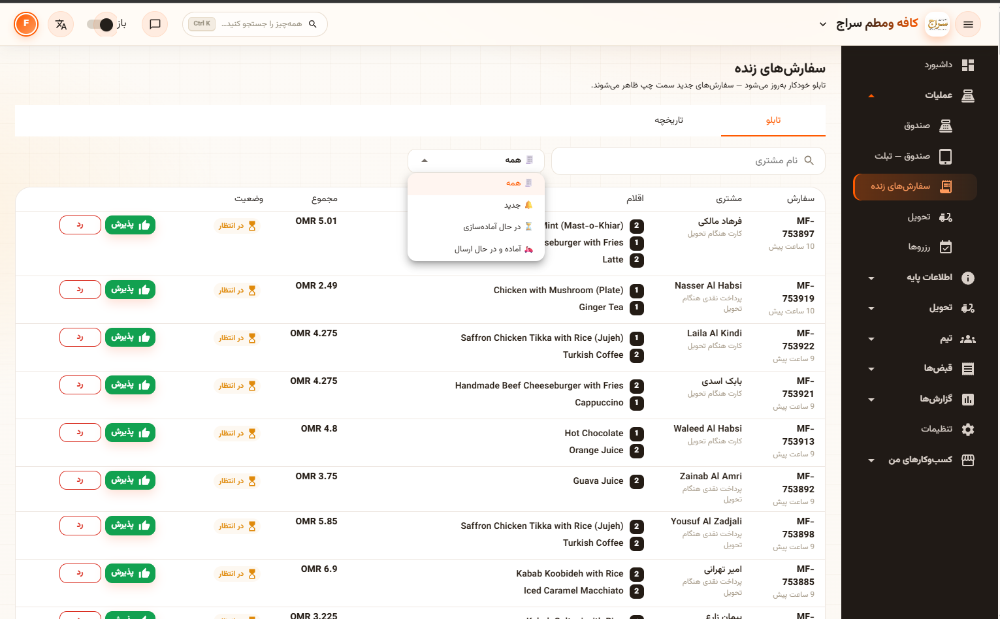 کافه ومطم سراج
سراج
همه‌چیز را جستجو کنید...
Ctrl K
باز
F
داشبورد
عملیات
صندوق
صندوق — تبلت
سفارش‌های زنده
تحویل
رزروها
اطلاعات پایه
تحویل
تیم
قبض‌ها
گزارش‌ها
تنظیمات
کسب‌وکارهای من
سفارش‌های زنده
تابلو خودکار به‌روز می‌شود — سفارش‌های جدید سمت چپ ظاهر می‌شوند.
تابلو
تاریخچه
نام مشتری
همه
همه
جدید
در حال آماده‌سازی
آماده و در حال ارسال
سفارش
مشتری
اقلام
مجموع
وضعیت
MF-
753897
10 ساعت پیش
فرهاد مالکی
کارت هنگام تحویل
2
Mint (Mast-o-Khiar)
1
seburger with Fries
2
Latte
OMR 5.01
در انتظار
پذیرش
رد
MF-
753919
10 ساعت پیش
Nasser Al Habsi
پرداخت نقدی هنگام
تحویل
1
Chicken with Mushroom (Plate)
1
Ginger Tea
OMR 2.49
در انتظار
پذیرش
رد
MF-
753922
9 ساعت پیش
Laila Al Kindi
کارت هنگام تحویل
1
Saffron Chicken Tikka with Rice (Jujeh)
2
Turkish Coffee
OMR 4.275
در انتظار
پذیرش
رد
MF-
753921
9 ساعت پیش
بابک اسدی
کارت هنگام تحویل
2
Handmade Beef Cheeseburger with Fries
1
Cappuccino
OMR 4.275
در انتظار
پذیرش
رد
MF-
753913
9 ساعت پیش
Waleed Al Habsi
کارت هنگام تحویل
1
Hot Chocolate
2
Orange Juice
OMR 4.8
در انتظار
پذیرش
رد
MF-
753892
9 ساعت پیش
Zainab Al Amri
پرداخت نقدی هنگام
تحویل
2
Guava Juice
OMR 3.75
در انتظار
پذیرش
رد
MF-
753898
9 ساعت پیش
Yousuf Al Zadjali
پرداخت نقدی هنگام
تحویل
2
Saffron Chicken Tikka with Rice (Jujeh)
2
Turkish Coffee
OMR 5.85
در انتظار
پذیرش
رد
MF-
753885
9 ساعت پیش
امیر تهرانی
پرداخت نقدی هنگام
تحویل
2
Kabab Koobideh with Rice
2
Iced Caramel Macchiato
OMR 6.9
در انتظار
پذیرش
رد
MF-
پیمان زارع
OMR 3.225